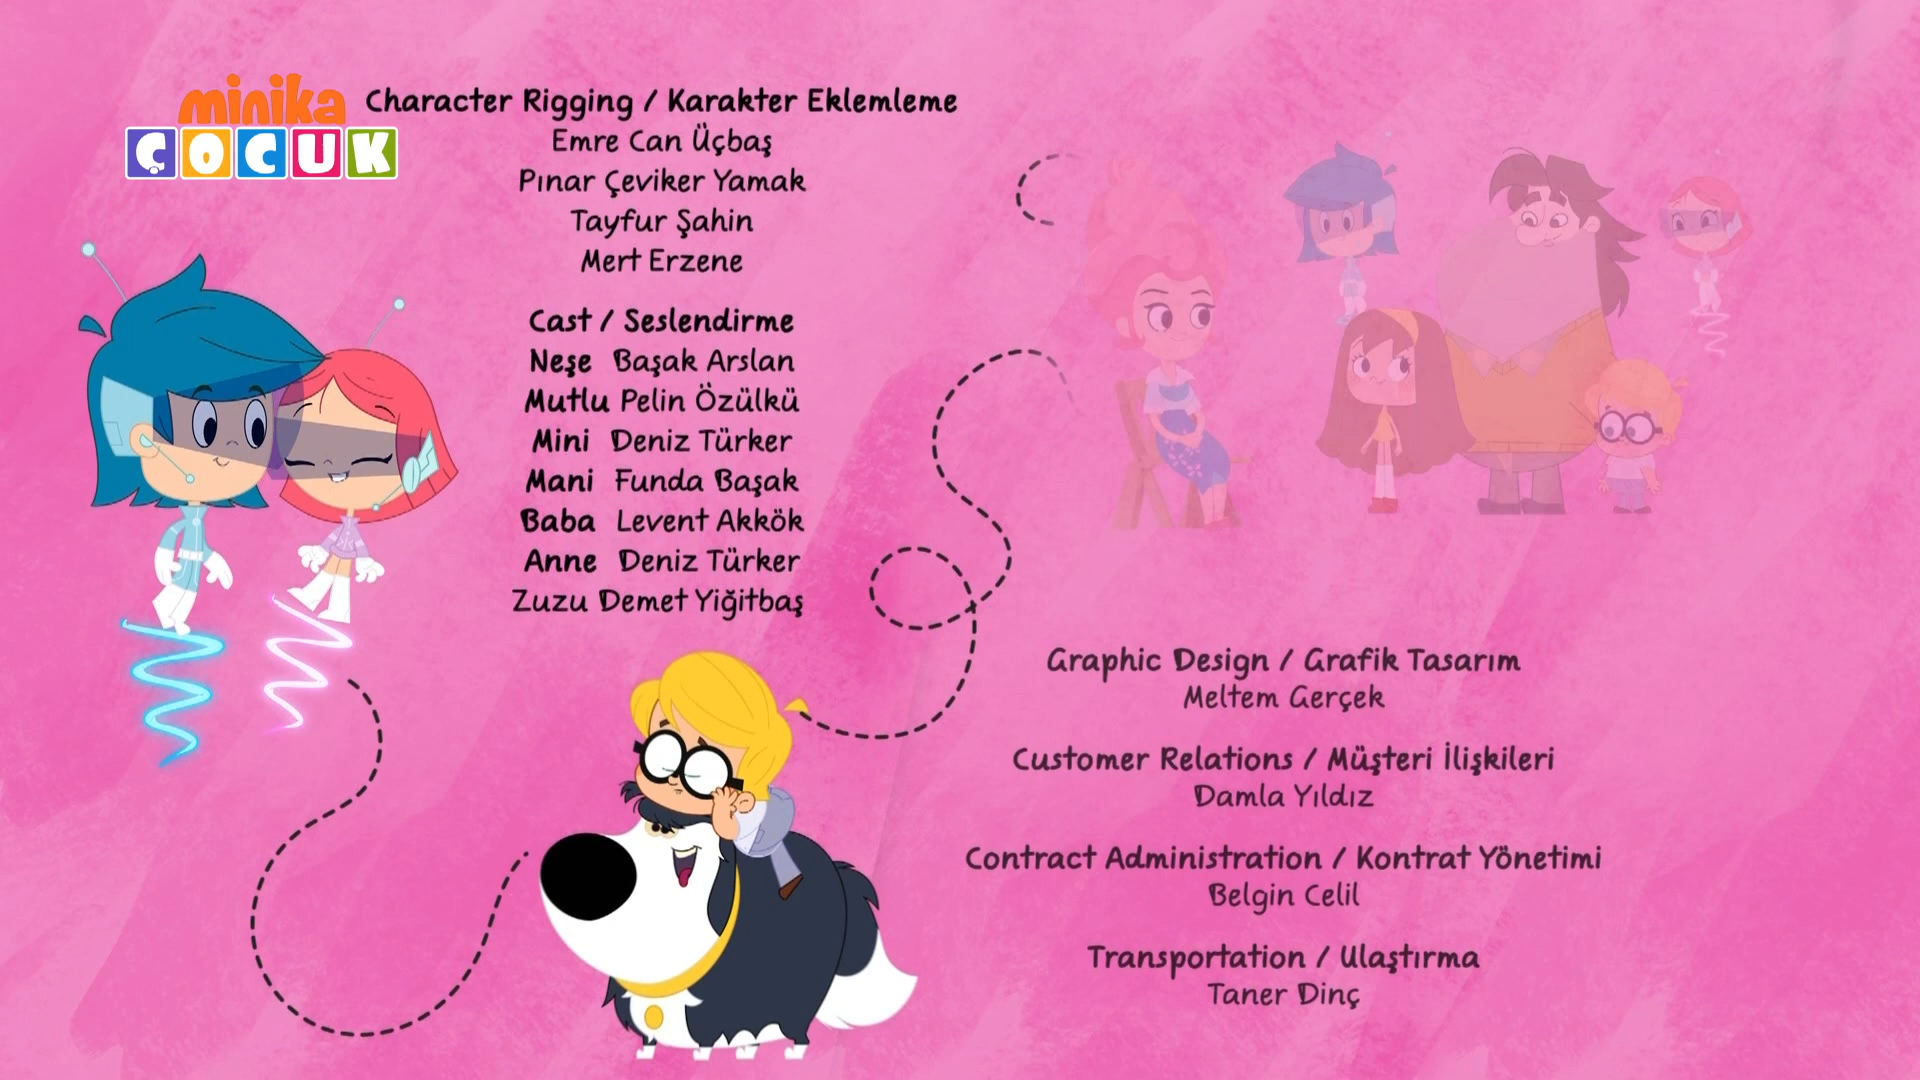 minika
ÇOCUK
Character Rigging / Karakter Eklemleme
Emre Can Üçbaş
Pınar Çeviker Yamak
Tayfur Şahin
Mert Erzene
Cast / Seslendirme
Neşe Başak Arslan
Mutlu Pelin Özülkü
Mini Deniz Türker
Mani Funda Başak
Baba Levent Akkök
Anne Deniz Türker
Zuzu Demet Yiğitbaş
Graphic Design / Grafik Tasarım
Meltem Gerçek
Customer Relations / Müşteri İlişkileri
Damla Yıldız
Contract Administration / Kontrat Yönetimi
Belgin Celil
Transportation / Ulaştırma
Taner Dinç